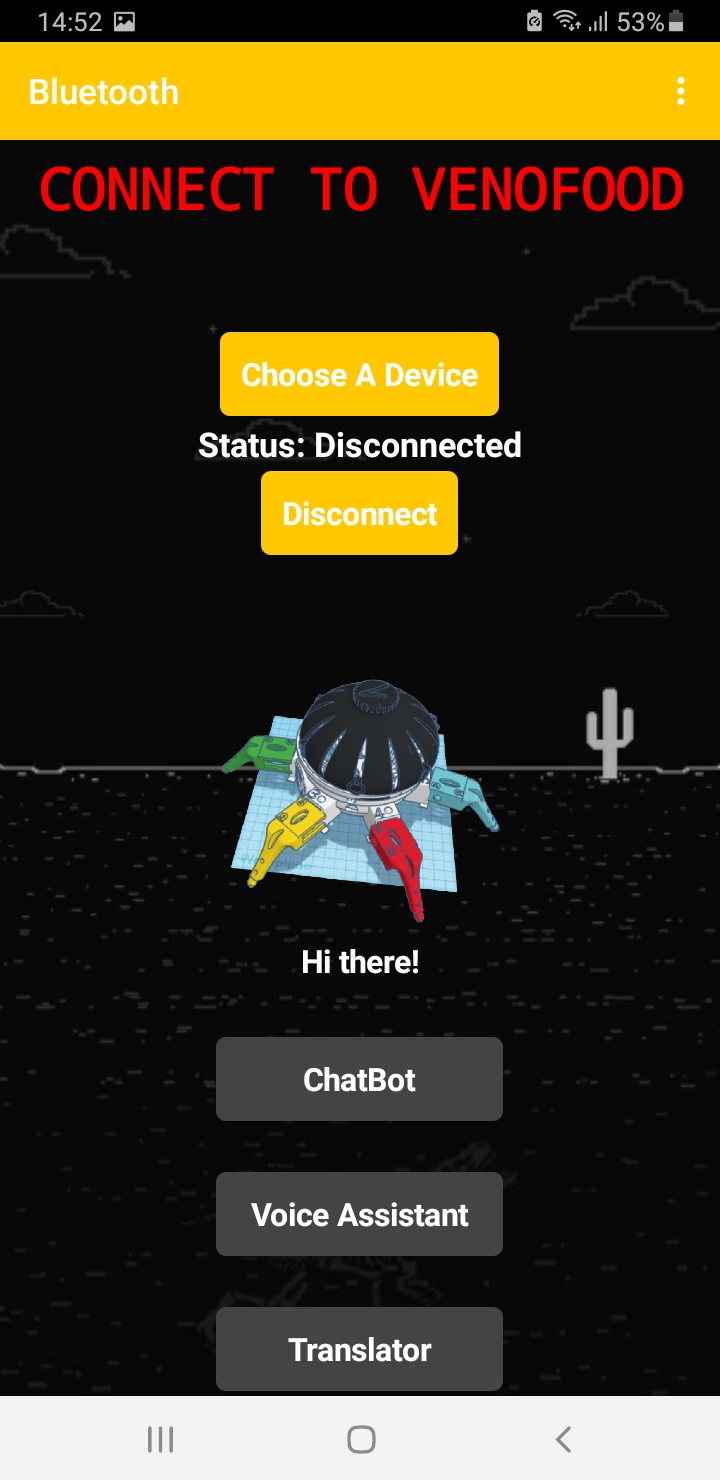 14:52
53%
Bluetooth
CONNECT TO VENOFOOD
Choose A Device
Status: Disconnected
Disconnect
Hi there!
ChatBot
Voice Assistant
Translator